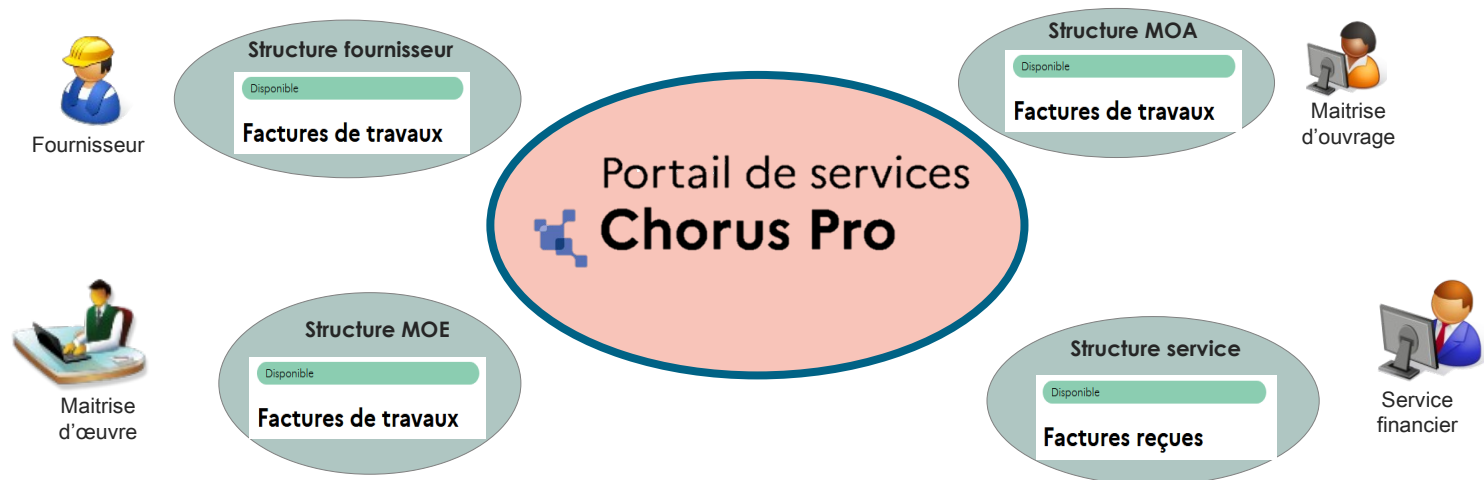 Structure fournisseur
Disponible
Factures de travaux
Fournisseur
Structure MOA
Disponible
Factures de travaux
Maitrise
d'ouvrage
Portail de services
Chorus Pro
Structure MOE
Disponible
Factures de travaux
Maitrise
d'œuvre
Structure service
Disponible
Factures reçues
Service
financier